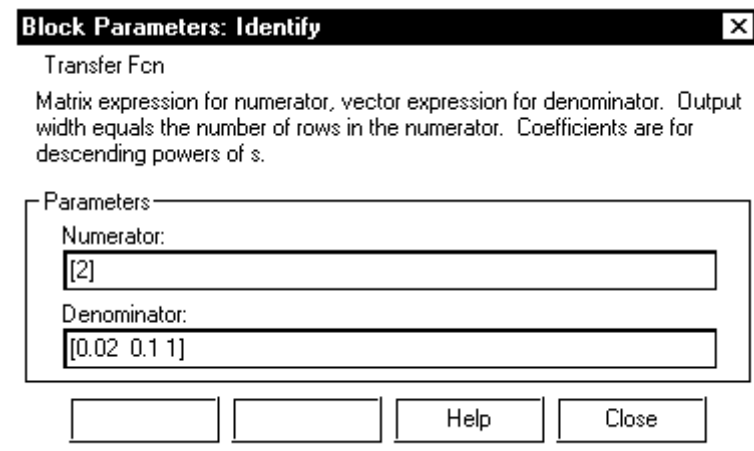 Block Parameters: Identify
Transfer Fcn
Matrix expression for numerator, vector expression for denominator.  Output
width equals the number of rows in the numerator.  Coefficients are for
descending powers of s.
Parameters
Numerator:
[2]
Denominator:
[0.02  0.1 1]
Help
Close